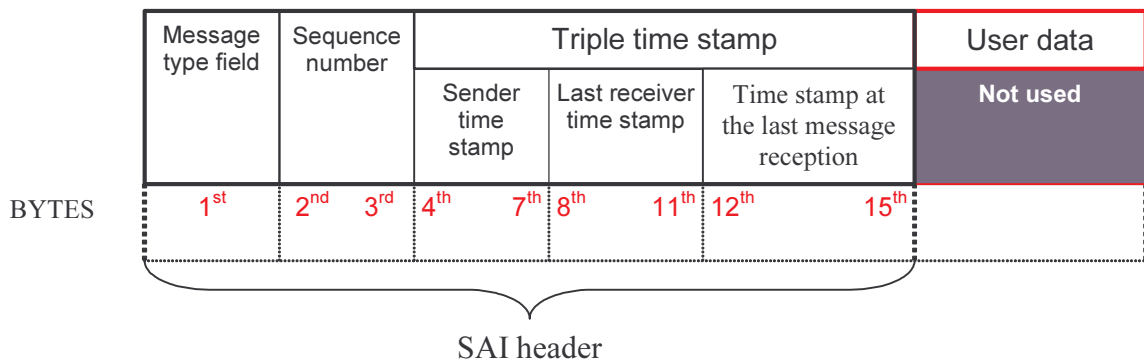 Message
type field
Sequence
number
Triple time stamp
User data
Sender
time
stamp
Last receiver
time stamp
Time stamp at
the last message
reception
Not used
BYTES
1st
2nd
3rd
4th
7th
8th
11th
12th
15th
SAI header